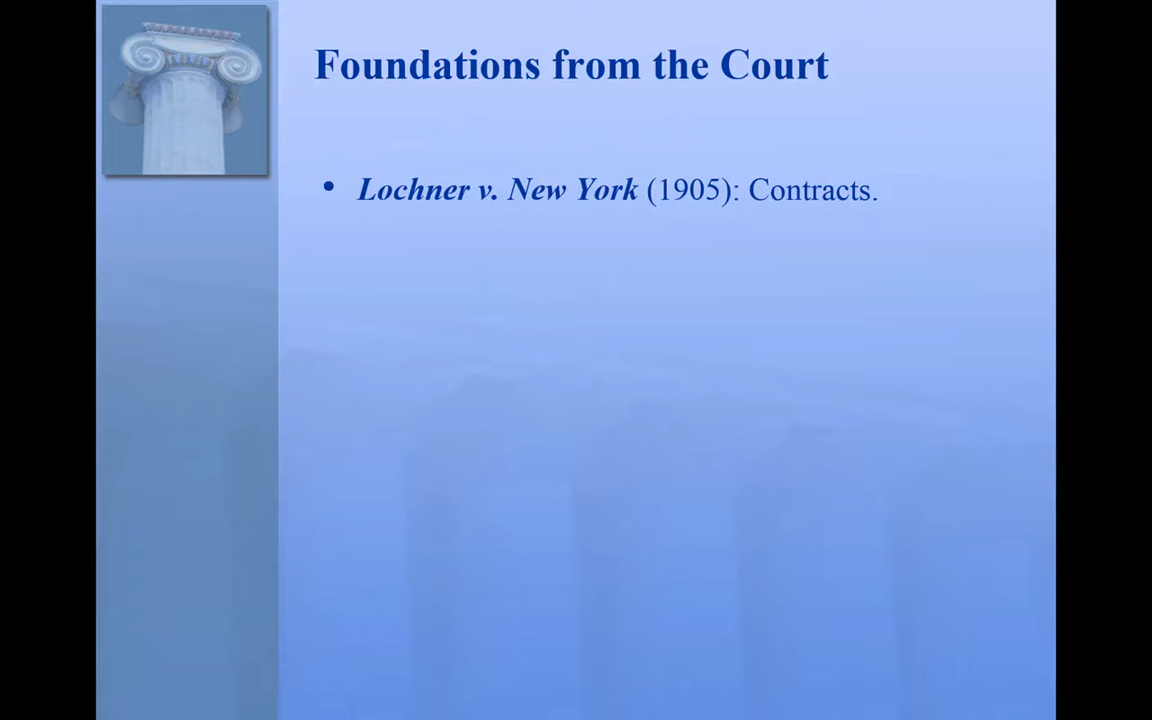 Foundations from the Court
• Lochner v. New York (1905): Contracts.